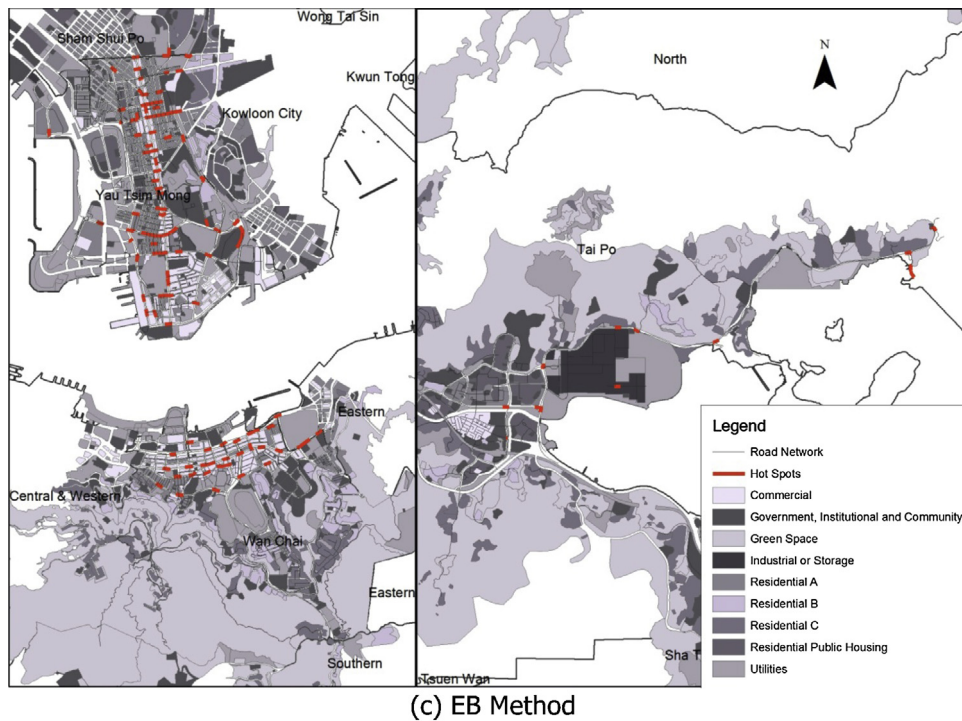 Wong Tai Sin
Sham Shui Po
Kwun Tong
Kowloon City
Yau Tsim Mong
Eastern
Central & Western
Wan Chai
Eastern
Southern
North
N
Tai Po
Tsuen Wan
Sha T
Legend
Road Network
Hot Spots
Commercial
Government, Institutional and Community
Green Space
Industrial or Storage
Residential A
Residential B
Residential C
Residential Public Housing
Utilities
(c) EB Method